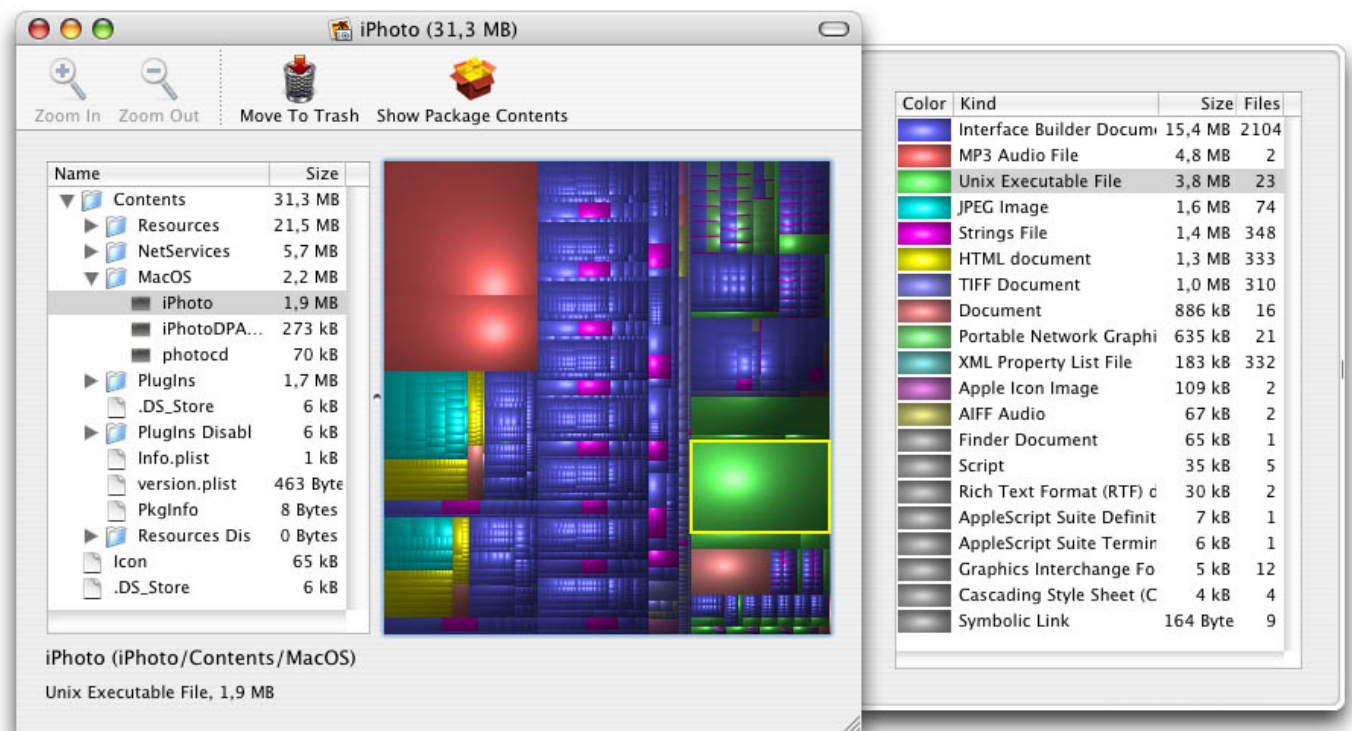 iPhoto (31,3 MB)
Zoom In Zoom Out Move To Trash Show Package Contents
Name Size
Contents 31,3 MB
Resources 21,5 MB
NetServices 5,7 MB
MacOS 2,2 MB
iPhoto 1,9 MB
iPhotoDPA... 273 kB
photocd 70 kB
PlugIns 1,7 MB
.DS_Store 6 kB
PlugIns Disabl 6 kB
Info.plist 1 kB
version.plist 463 Byte
PkgInfo 8 Bytes
Resources Dis 0 Bytes
Icon 65 kB
.DS_Store 6 kB
iPhoto (iPhoto/Contents/MacOS)
Unix Executable File, 1,9 MB
Color Kind Size Files
Interface Builder Docum 15,4 MB 2104
MP3 Audio File 4,8 MB 2
Unix Executable File 3,8 MB 23
JPEG Image 1,6 MB 74
Strings File 1,4 MB 348
HTML document 1,3 MB 333
TIFF Document 1,0 MB 310
Document 886 kB 16
Portable Network Graphi 635 kB 21
XML Property List File 183 kB 332
Apple Icon Image 109 kB 2
AIFF Audio 67 kB 2
Finder Document 65 kB 1
Script 35 kB 5
Rich Text Format (RTF) d 30 kB 2
AppleScript Suite Definit 7 kB 1
AppleScript Suite Termin 6 kB 1
Graphics Interchange Fo 5 kB 12
Cascading Style Sheet (C 4 kB 4
Symbolic Link 164 Byte 9